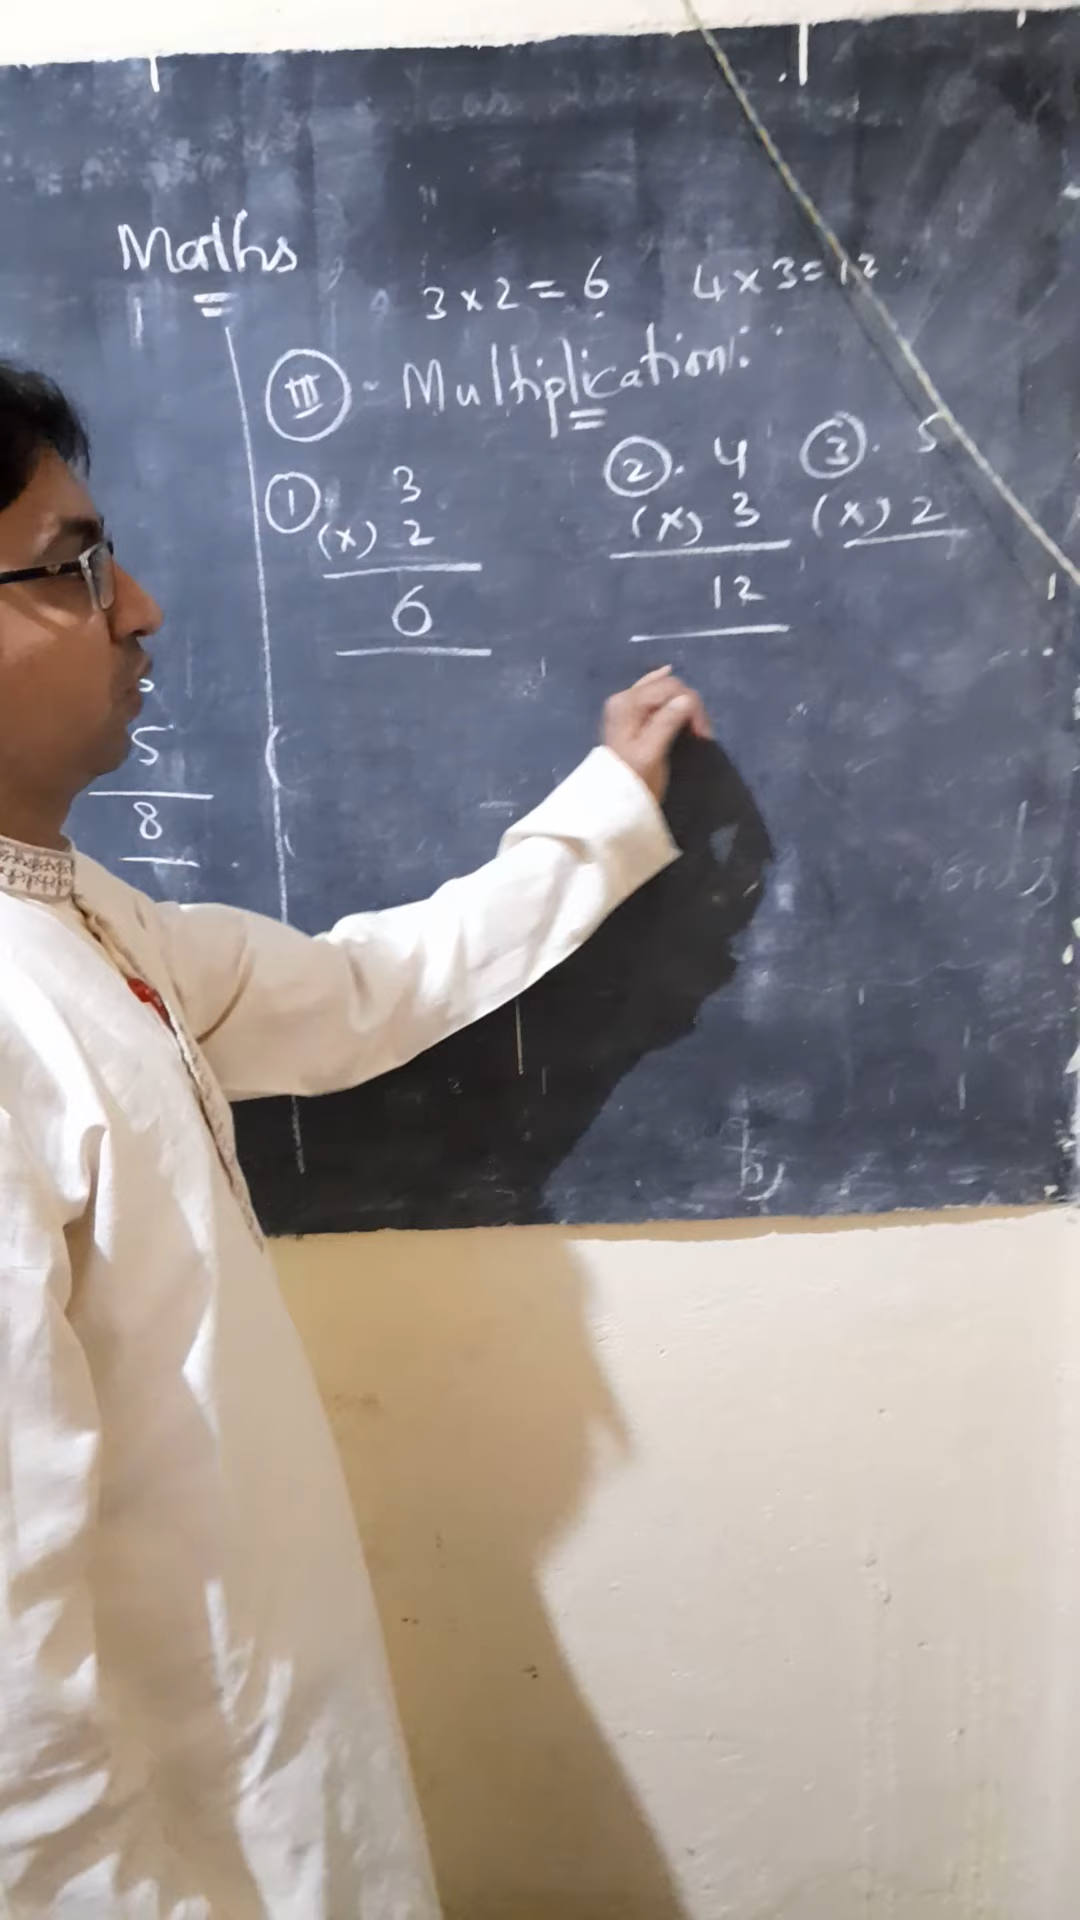 Maths
3 x 2 = 6 4 x 3 = 12
III - Multiplication:
1 3
(x) 2
6
2. 4
(x) 3
12
3. 5
(x) 2
5
8